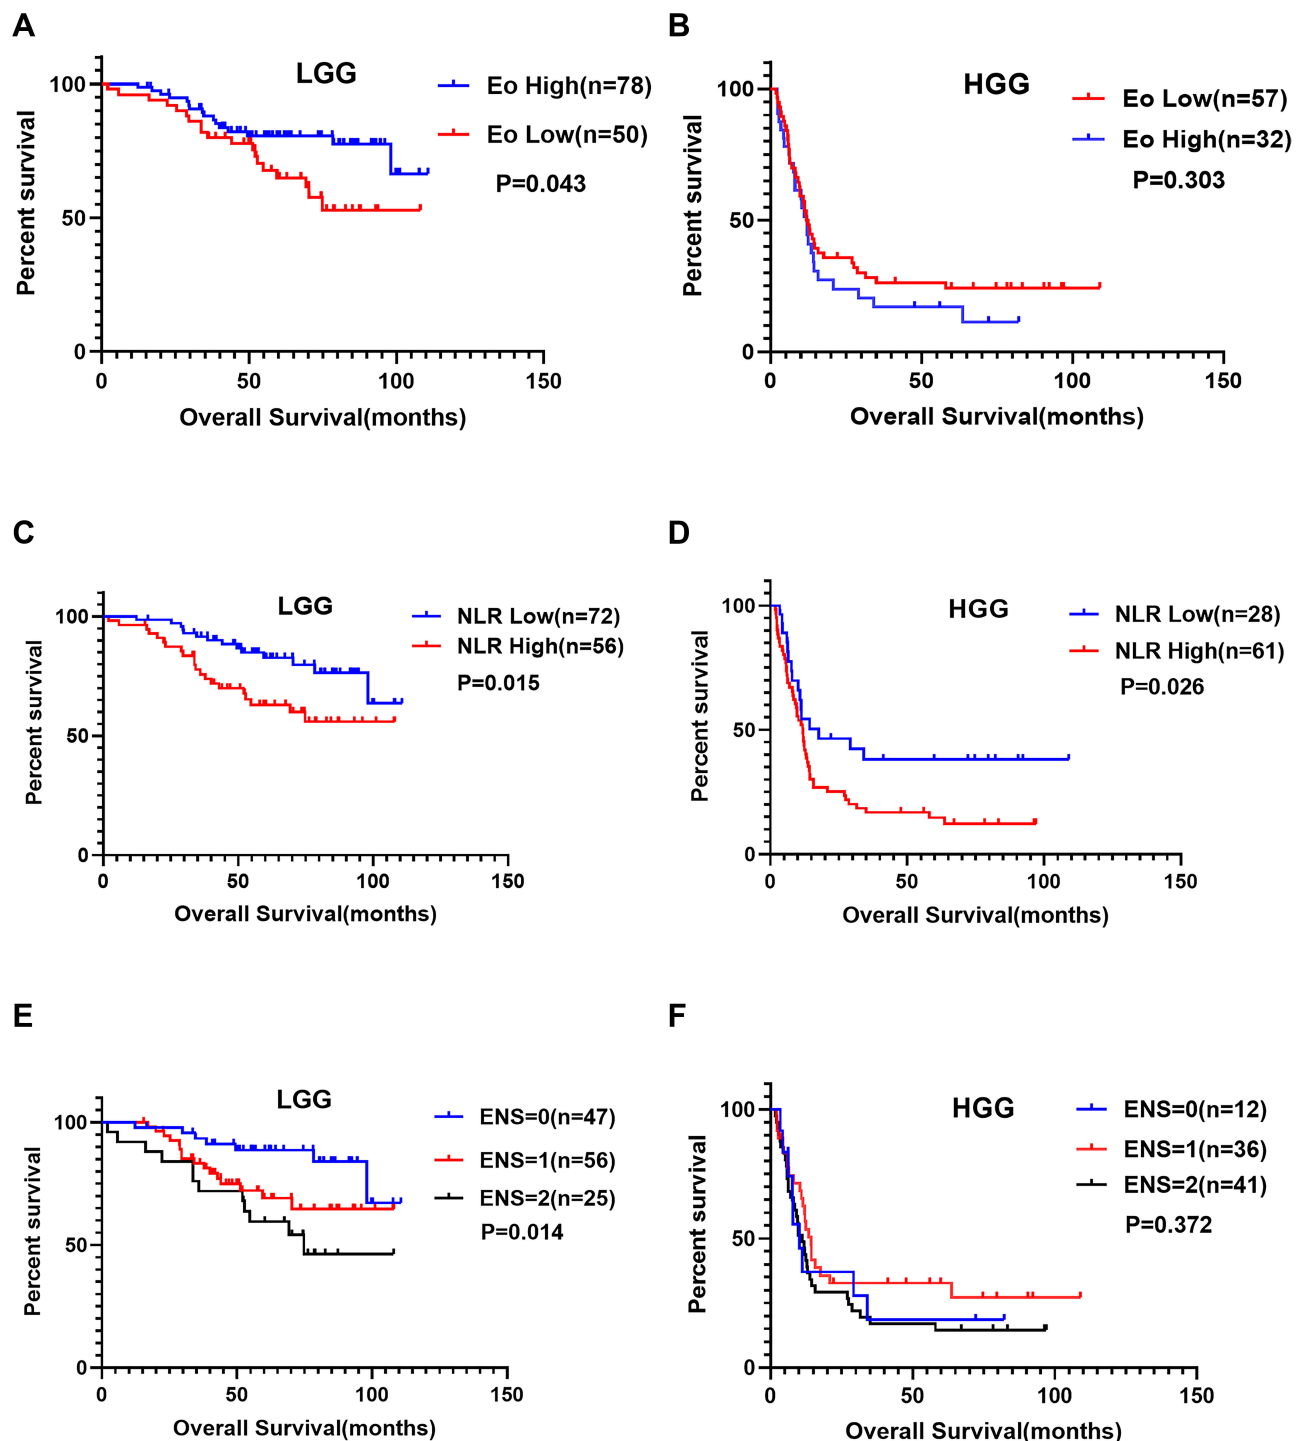 A
LGG
Eo High(n=78)
Eo Low(n=50)
P=0.043
Percent survival
100
50
0
0 50 100 150
Overall Survival(months)
B
HGG
Eo Low(n=57)
Eo High(n=32)
P=0.303
Percent survival
100
50
0
0 50 100 150
Overall Survival(months)
C
LGG
NLR Low(n=72)
NLR High(n=56)
P=0.015
Percent survival
100
50
0
0 50 100 150
Overall Survival(months)
D
HGG
NLR Low(n=28)
NLR High(n=61)
P=0.026
Percent survival
100
50
0
0 50 100 150
Overall Survival(months)
E
LGG
ENS=0(n=47)
ENS=1(n=56)
ENS=2(n=25)
P=0.014
Percent survival
100
50
0
0 50 100 150
Overall Survival(months)
F
HGG
ENS=0(n=12)
ENS=1(n=36)
ENS=2(n=41)
P=0.372
Percent survival
100
50
0
0 50 100 150
Overall Survival(months)